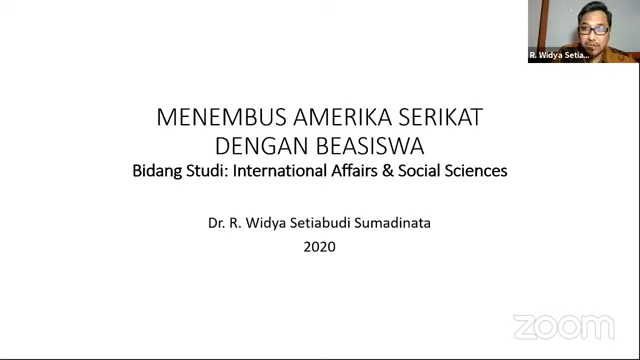 R. Widya Setia...
MENEMBUS AMERIKA SERIKAT
DENGAN BEASISWA
Bidang Studi: International Affairs & Social Sciences
Dr. R. Widya Setiabudi Sumadinata
2020
zoom